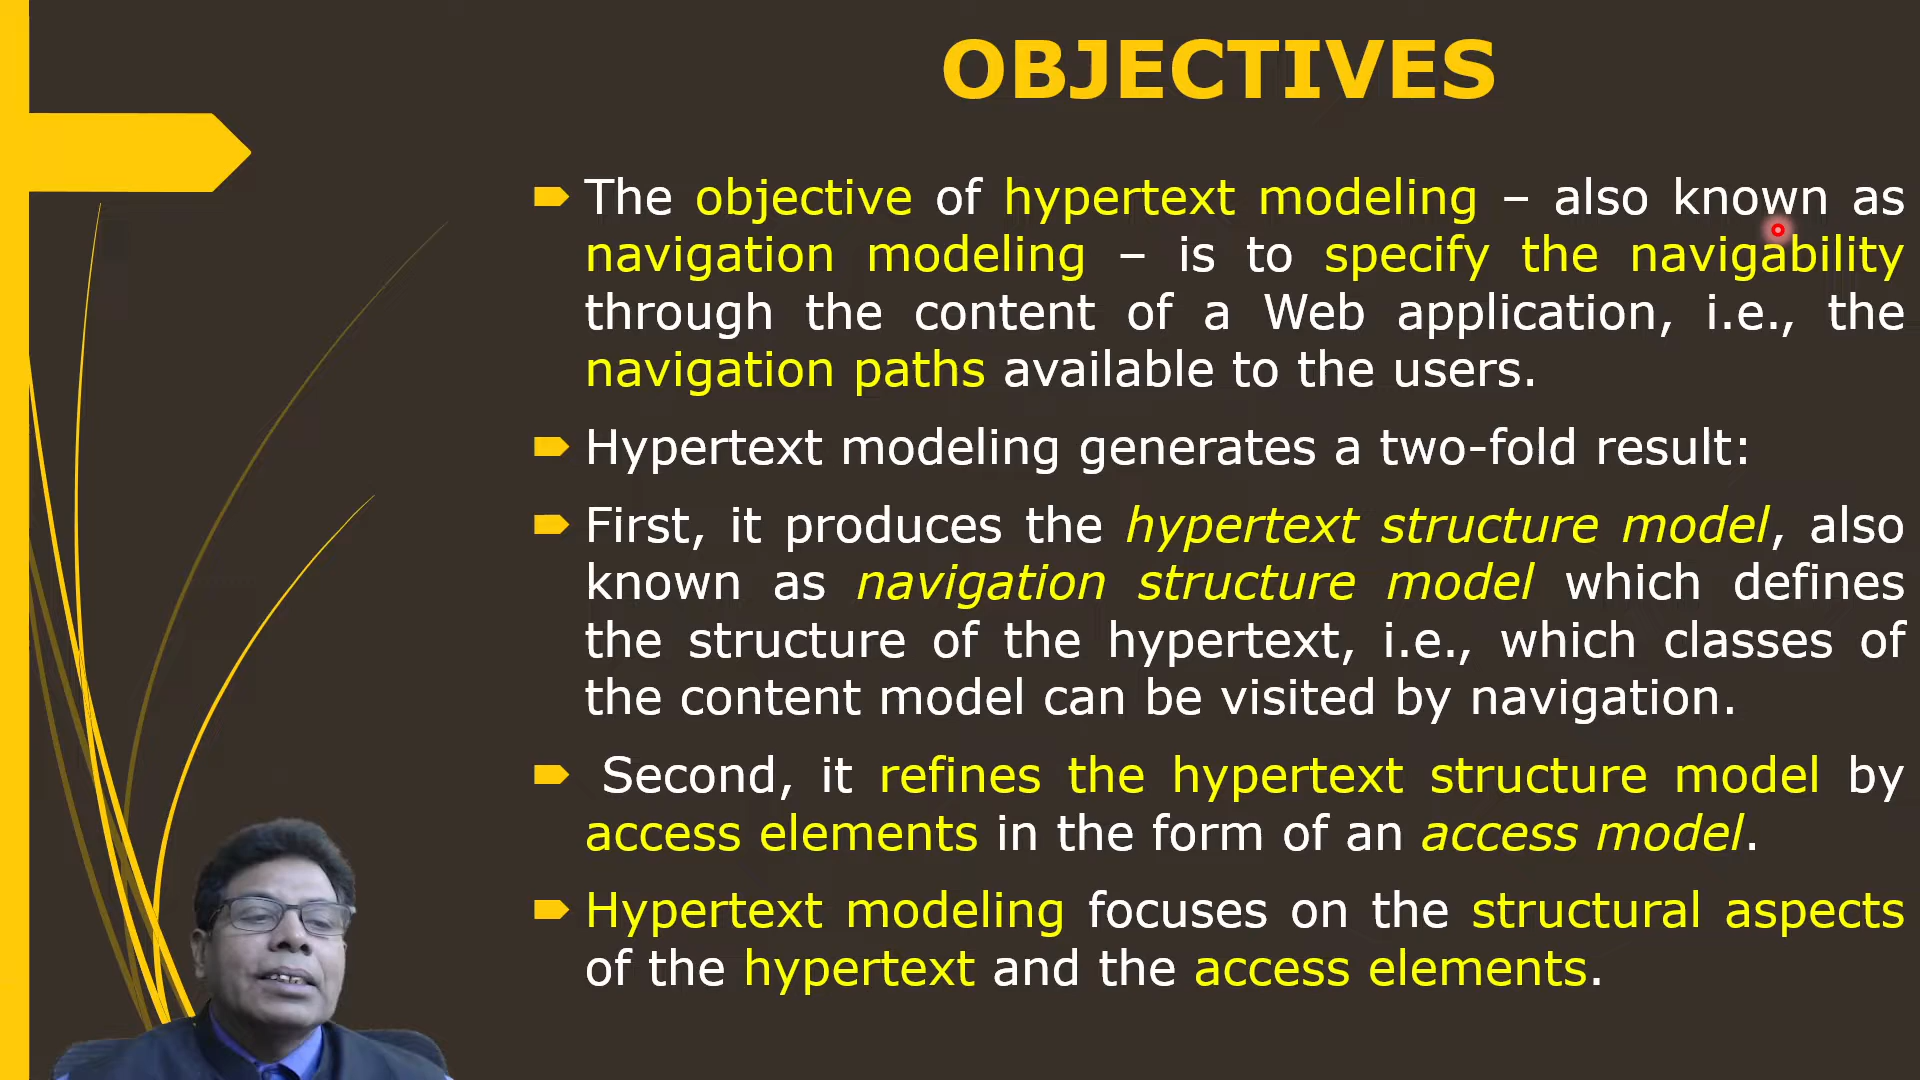 OBJECTIVES
The objective of hypertext modeling – also known as
navigation modeling – is to specify the navigability
through the content of a Web application, i.e., the
navigation paths available to the users.
Hypertext modeling generates a two-fold result:
First, it produces the hypertext structure model, also
known as navigation structure model which defines
the structure of the hypertext, i.e., which classes of
the content model can be visited by navigation.
Second, it refines the hypertext structure model by
access elements in the form of an access model.
Hypertext modeling focuses on the structural aspects
of the hypertext and the access elements.